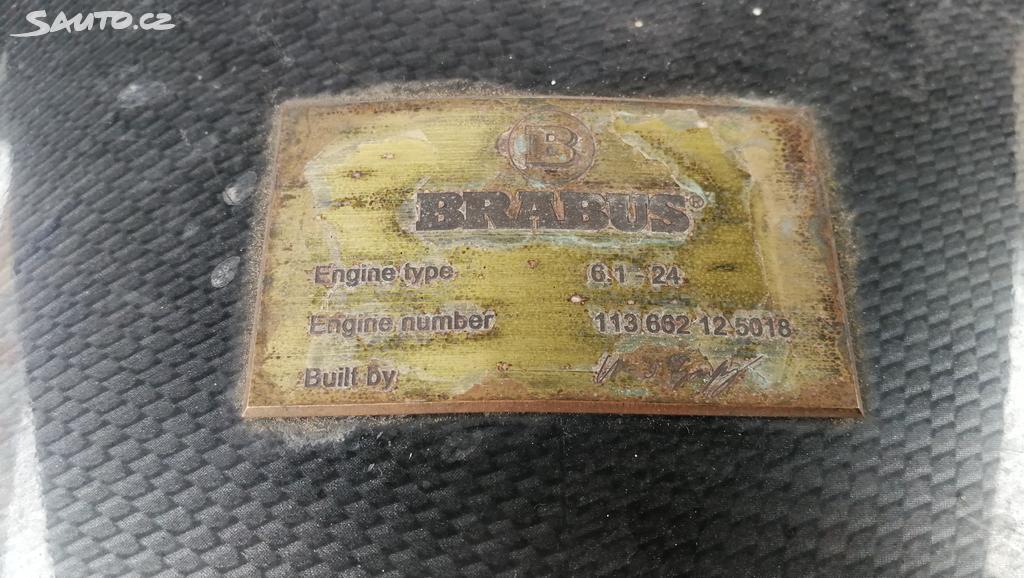 SAUTO.CZ
B
BRABUS®
Engine type 6.1 - 24
Engine number 113 662 12 5018
Built by